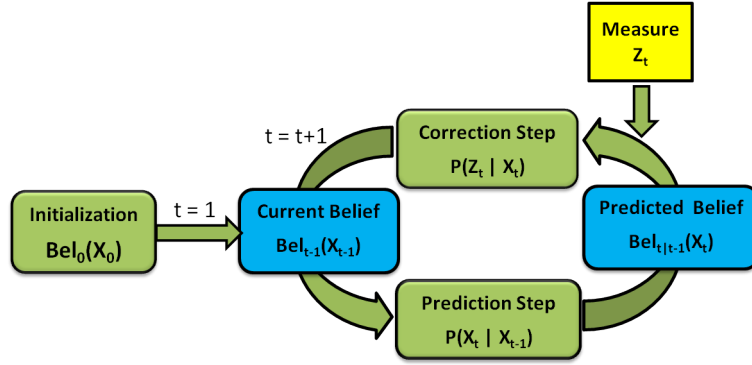 Measure
Zₜ
t = t+1
Correction Step
P(Zₜ | Xₜ)
t = 1
Initialization
Bel₀(X₀)
Current Belief
Belₜ₋₁(Xₜ₋₁)
Predicted Belief
Belₜ|ₜ₋₁(Xₜ)
Prediction Step
P(Xₜ | Xₜ₋₁)